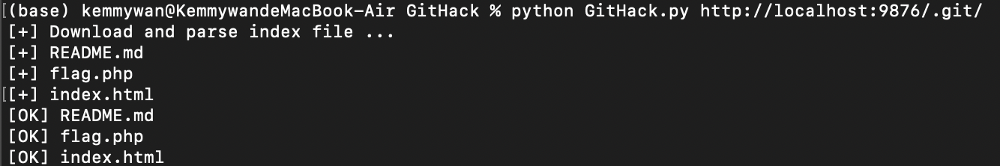 [(base) kemmywan@KemmywandeMacBook-Air GitHack % python GitHack.py http://localhost:9876/.git/
[+] Download and parse index file ...
[+] README.md
[+] flag.php
[[+] index.html
[OK] README.md
[OK] flag.php
[OK] index.html